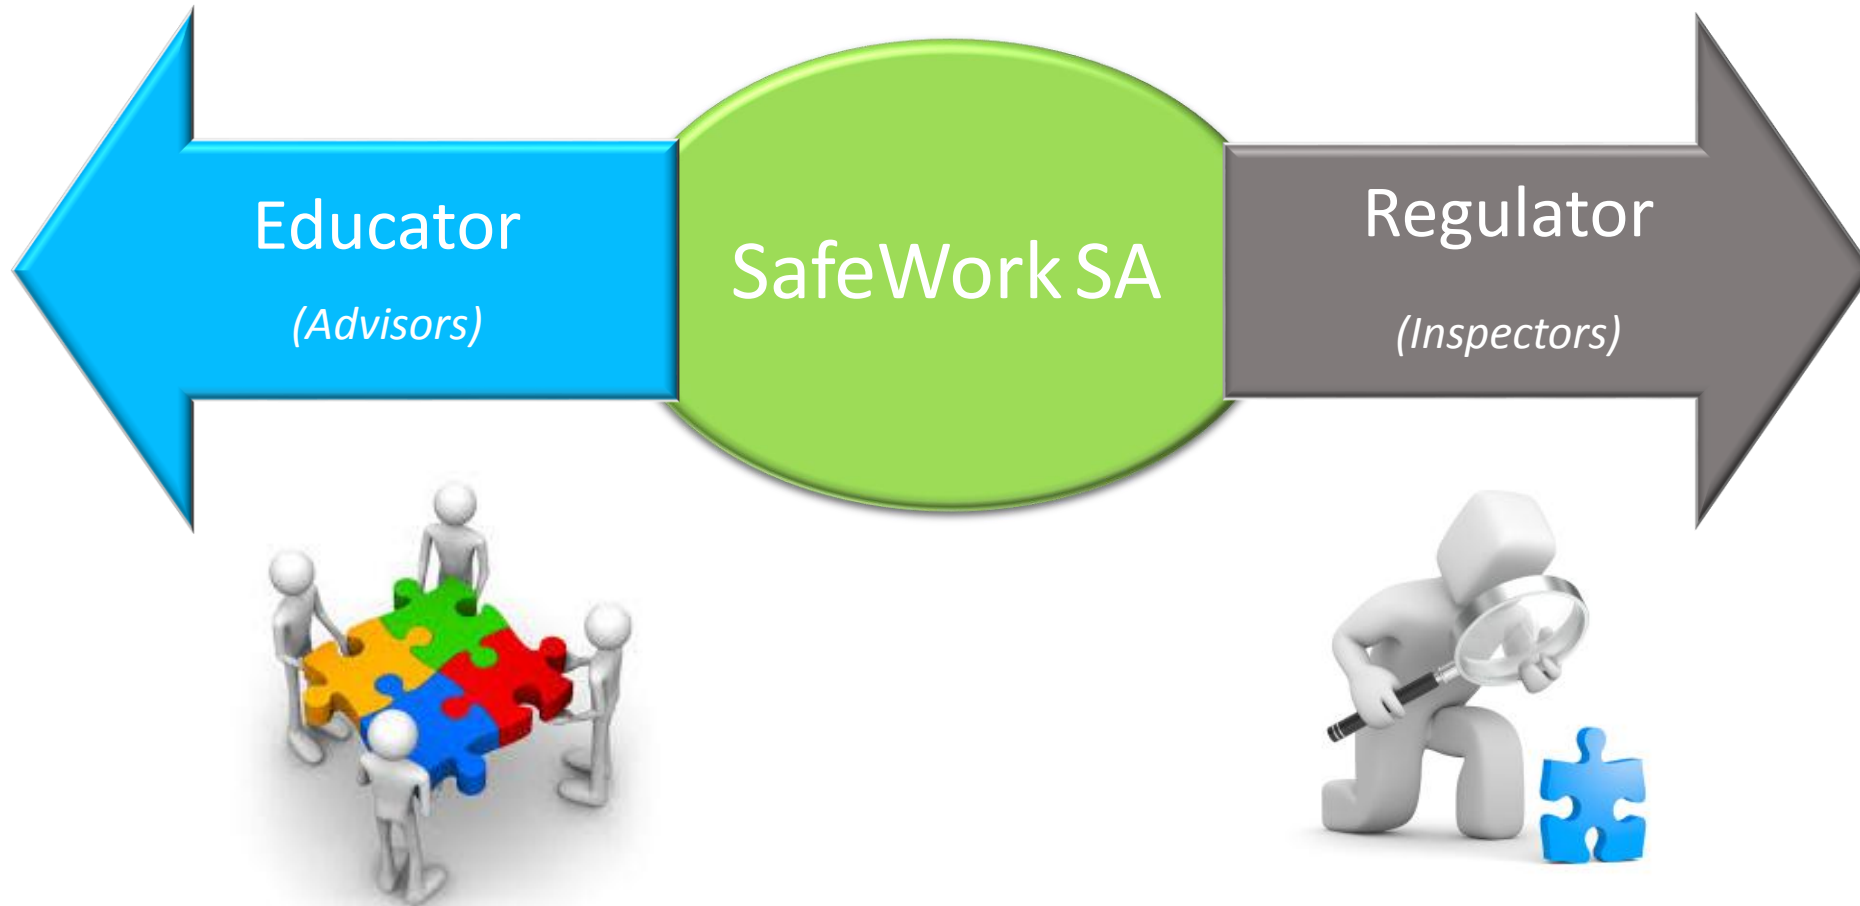 Educator
(Advisors)
SafeWork SA
Regulator
(Inspectors)